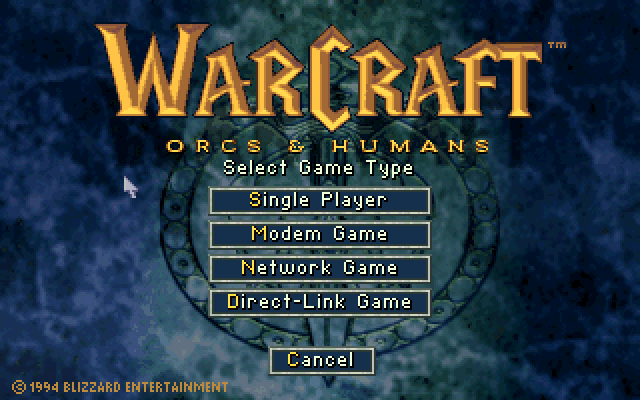 WARCRAFT™
ORCS & HUMANS
Select Game Type
Single Player
Modem Game
Network Game
Direct-Link Game
Cancel
© 1994 BLIZZARD ENTERTAINMENT